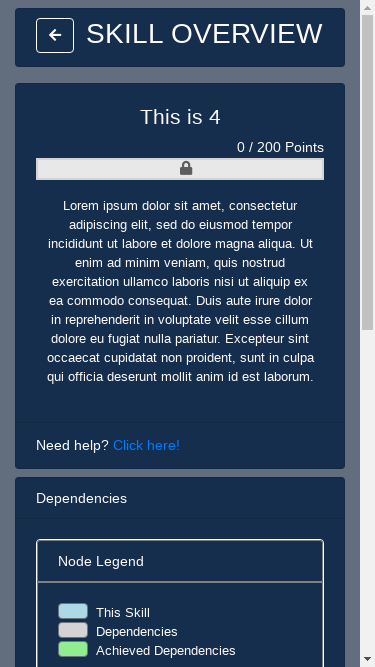 SKILL OVERVIEW
This is 4
0 / 200 Points
Lorem ipsum dolor sit amet, consectetur
adipiscing elit, sed do eiusmod tempor
incididunt ut labore et dolore magna aliqua. Ut
enim ad minim veniam, quis nostrud
exercitation ullamco laboris nisi ut aliquip ex
ea commodo consequat. Duis aute irure dolor
in reprehenderit in voluptate velit esse cillum
dolore eu fugiat nulla pariatur. Excepteur sint
occaecat cupidatat non proident, sunt in culpa
qui officia deserunt mollit anim id est laborum.
Need help? Click here!
Dependencies
Node Legend
This Skill
Dependencies
Achieved Dependencies